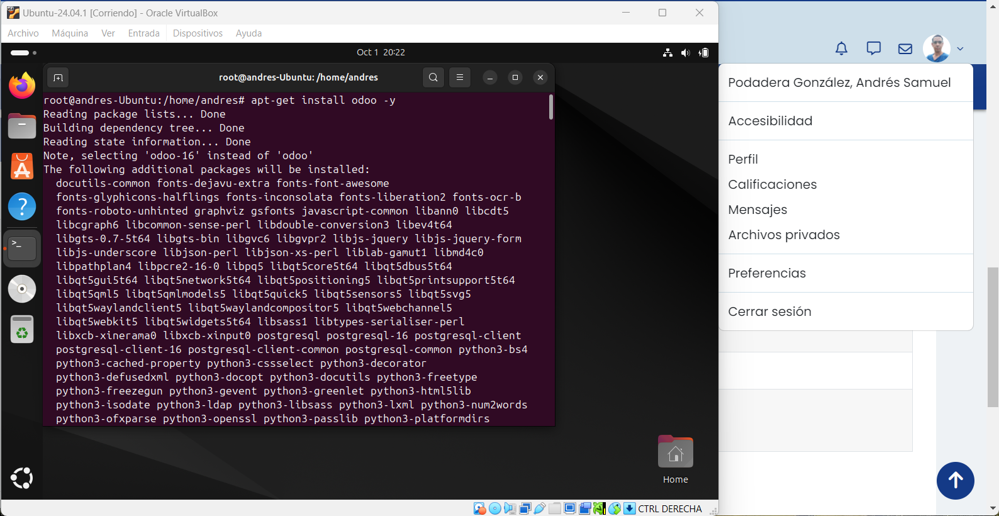 Ubuntu-24.04.1 [Corriendo] - Oracle VirtualBox
Archivo Máquina Ver Entrada Dispositivos Ayuda
Oct 1 20:22
root@andres-Ubuntu: /home/andres
root@andres-Ubuntu:/home/andres# apt-get install odoo -y
Reading package lists... Done
Building dependency tree... Done
Reading state information... Done
Note, selecting 'odoo-16' instead of 'odoo'
The following additional packages will be installed:
docutils-common fonts-dejavu-extra fonts-font-awesome
fonts-glyphicons-halflings fonts-inconsolata fonts-liberation2 fonts-ocr-b
fonts-roboto-unhinted graphviz gsfonts javascript-common libann0 libcdt5
libcgraph6 libcommon-sense-perl libdouble-conversion3 libev4t64
libgts-0.7-5t64 libgts-bin libgvc6 libgvpr2 libjs-jquery libjs-jquery-form
libjs-underscore libjson-perl libjson-xs-perl liblab-gamut1 libmd4c0
libpathplan4 libpcre2-16-0 libpq5 libqt5core5t64 libqt5dbus5t64
libqt5gui5t64 libqt5network5t64 libqt5positioning5 libqt5printsupport5t64
libqt5qml5 libqt5qmlmodels5 libqt5quick5 libqt5sensors5 libqt5svg5
libqt5waylandclient5 libqt5waylandcompositor5 libqt5webchannel5
libqt5webkit5 libqt5widgets5t64 libsass1 libtypes-serialiser-perl
libxcb-xinerama0 libxcb-xinput0 postgresql postgresql-16 postgresql-client
postgresql-client-16 postgresql-client-common postgresql-common python3-bs4
python3-cached-property python3-cssselect python3-decorator
python3-defusedxml python3-docopt python3-docutils python3-freetype
python3-freezegun python3-gevent python3-greenlet python3-html5lib
python3-isodate python3-ldap python3-libsass python3-lxml python3-num2words
python3-ofxparse python3-openssl python3-passlib python3-platformdirs
Home
CTRL DERECHA
Podadera González, Andrés Samuel
Accesibilidad
Perfil
Calificaciones
Mensajes
Archivos privados
Preferencias
Cerrar sesión